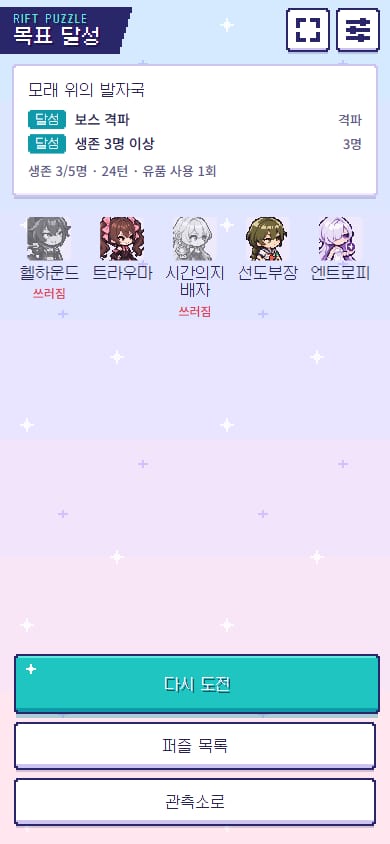 RIFT PUZZLE
목표 달성
모래 위의 발자국
달성 보스 격파 격파
달성 생존 3명 이상 3명
생존 3/5명 · 24턴 · 유품 사용 1회
헬하운드 트라우마 시간의지배자 선도부장 엔트로피
쓰러짐
쓰러짐
다시 도전
퍼즐 목록
관측소로